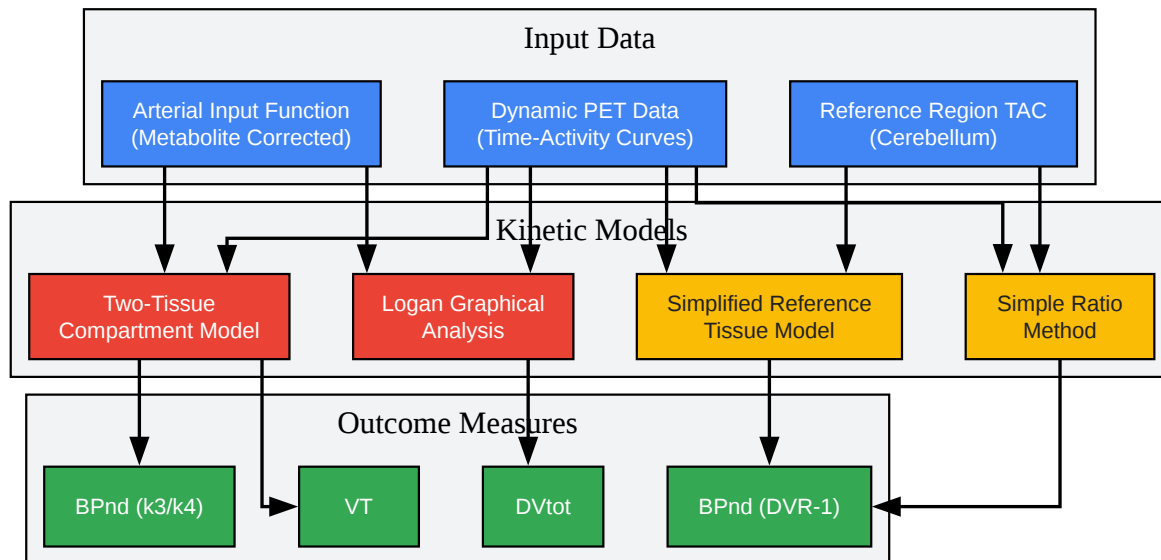 Input Data
Arterial Input Function
(Metabolite Corrected)
Dynamic PET Data
(Time-Activity Curves)
Reference Region TAC
(Cerebellum)
Kinetic Models
Two-Tissue
Compartment Model
Logan Graphical
Analysis
Simplified Reference
Tissue Model
Simple Ratio
Method
Outcome Measures
BPnd (k3/k4)
VT
DVtot
BPnd (DVR-1)